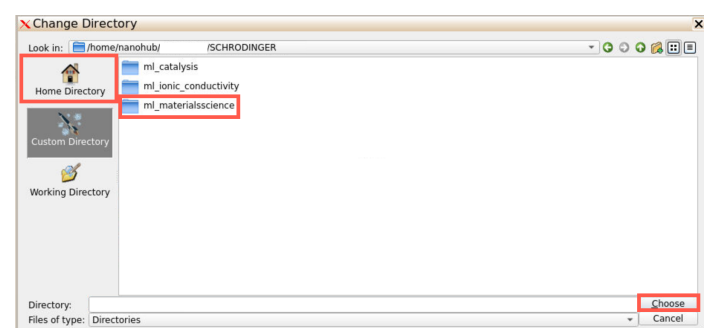 Change Directory
Look in: /home/nanohub/ /SCHRODINGER
Home Directory
Custom Directory
Working Directory
ml_catalysis
ml_ionic_conductivity
ml_materialsscience
Directory:
Choose
Files of type: Directories
Cancel